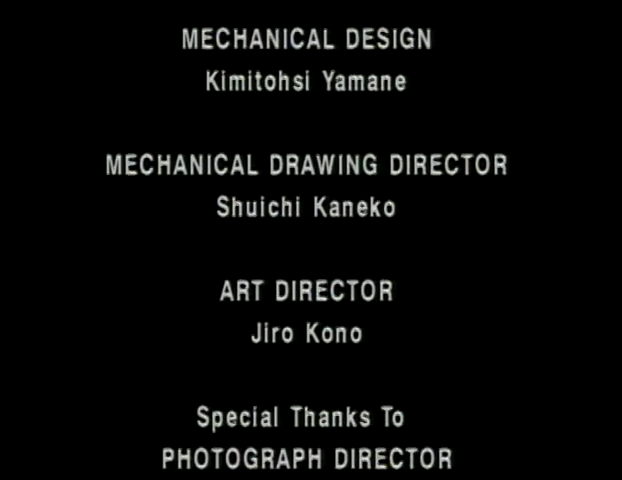 MECHANICAL DESIGN
Kimitohsi Yamane
MECHANICAL DRAWING DIRECTOR
Shuichi Kaneko
ART DIRECTOR
Jiro Kono
Special Thanks To
PHOTOGRAPH DIRECTOR